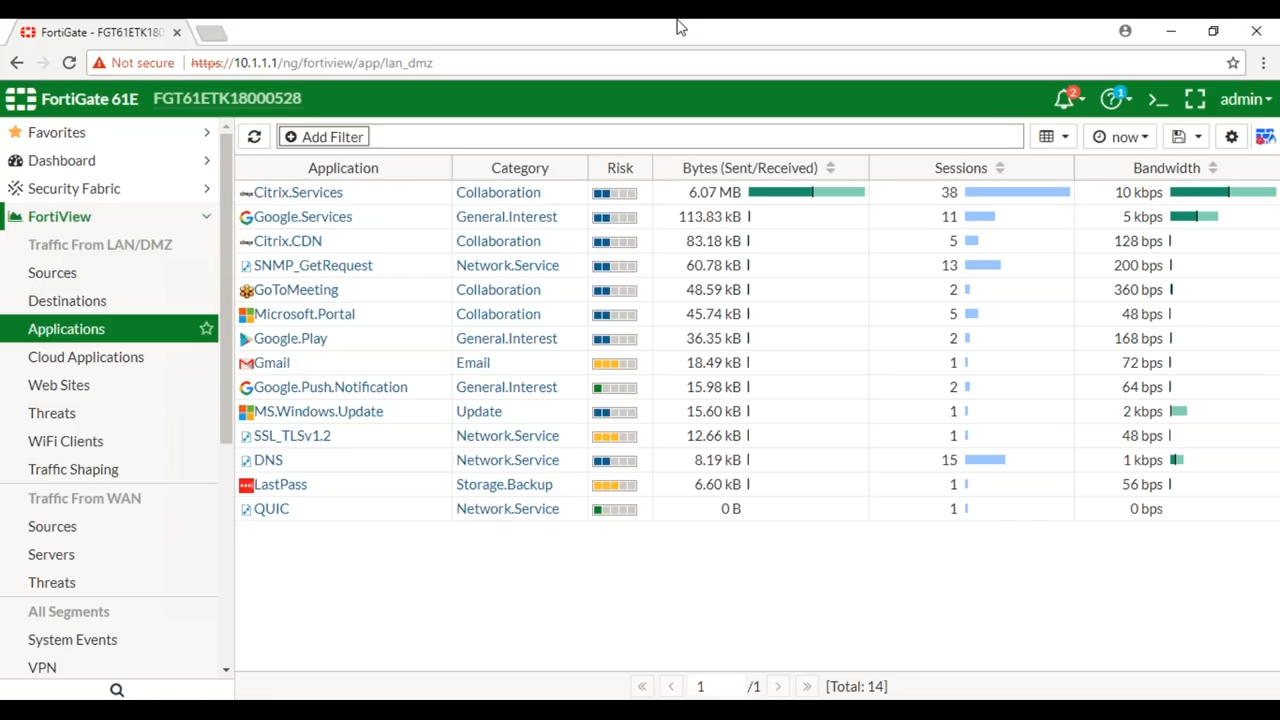 FortiGate - FGT61ETK180
Not secure https://10.1.1.1/ng/fortiview/app/lan_dmz
FortiGate 61E FGT61ETK18000528 2 ? 1 >_ admin
Favorites
Dashboard
Security Fabric
FortiView
Traffic From LAN/DMZ
Sources
Destinations
Applications
Cloud Applications
Web Sites
Threats
WiFi Clients
Traffic Shaping
Traffic From WAN
Sources
Servers
Threats
All Segments
System Events
VPN
Add Filter now
Application Category Risk Bytes (Sent/Received) Sessions Bandwidth
Citrix.Services Collaboration 6.07 MB 38 10 kbps
Google.Services General.Interest 113.83 kB 11 5 kbps
Citrix.CDN Collaboration 83.18 kB 5 128 bps
SNMP_GetRequest Network.Service 60.78 kB 13 200 bps
GoToMeeting Collaboration 48.59 kB 2 360 bps
Microsoft.Portal Collaboration 45.74 kB 5 48 bps
Google.Play General.Interest 36.35 kB 2 168 bps
Gmail Email 18.49 kB 1 72 bps
Google.Push.Notification General.Interest 15.98 kB 2 64 bps
MS.Windows.Update Update 15.60 kB 1 2 kbps
SSL_TLSv1.2 Network.Service 12.66 kB 1 48 bps
DNS Network.Service 8.19 kB 15 1 kbps
LastPass Storage.Backup 6.60 kB 1 56 bps
QUIC Network.Service 0 B 1 0 bps
« ‹ 1 /1 › » [Total: 14]